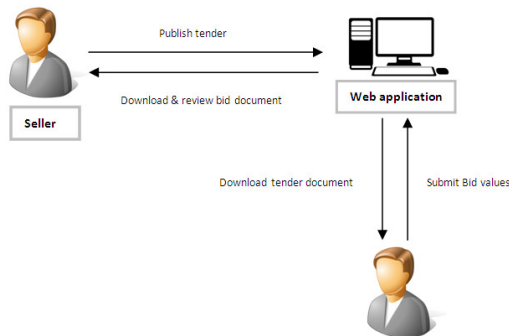 Publish tender
Download & review bid document
Seller
Web application
Download tender document
Submit Bid values